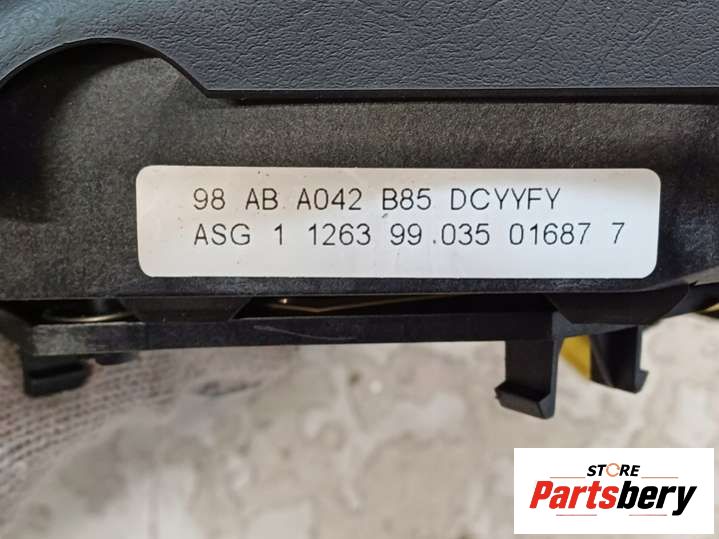 98 AB A042 B85 DCYYFY
ASG 1 1263 99.035 01687 7
STORE
Partsbery